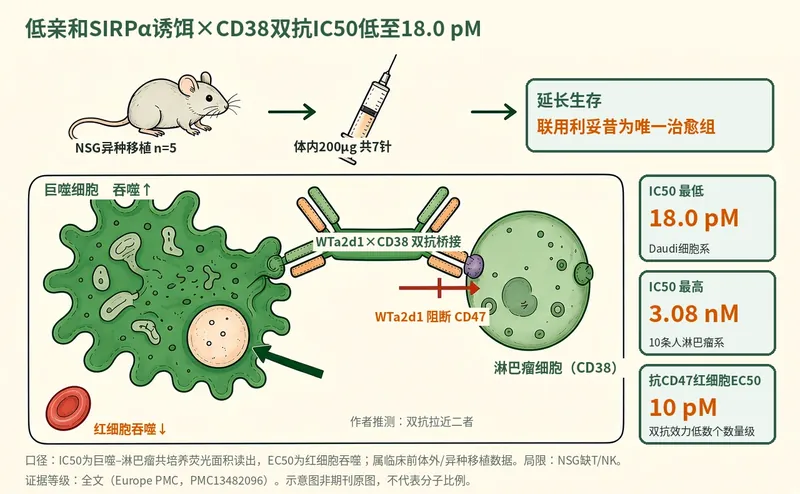 低亲和SIRPα诱饵×CD38双抗IC50低至18.0 pM
NSG异种移植 n=5
体内200µg 共7针
延长生存
联用利妥昔为唯一治愈组
巨噬细胞 吞噬↑
WTa2d1×CD38 双抗桥接
WTa2d1 阻断 CD47
淋巴瘤细胞（CD38）
红细胞吞噬↓
作者推测：双抗拉近二者
IC50 最低
18.0 pM
Daudi细胞系
IC50 最高
3.08 nM
10条人淋巴瘤系
抗CD47红细胞EC50
10 pM
双抗效力低数个数量级
口径：IC50为巨噬–淋巴瘤共培养荧光面积读出，EC50为红细胞吞噬；属临床前体外/异种移植数据。局限：NSG缺T/NK。
证据等级：全文（Europe PMC，PMC13482096）。示意图非期刊原图，不代表分子比例。